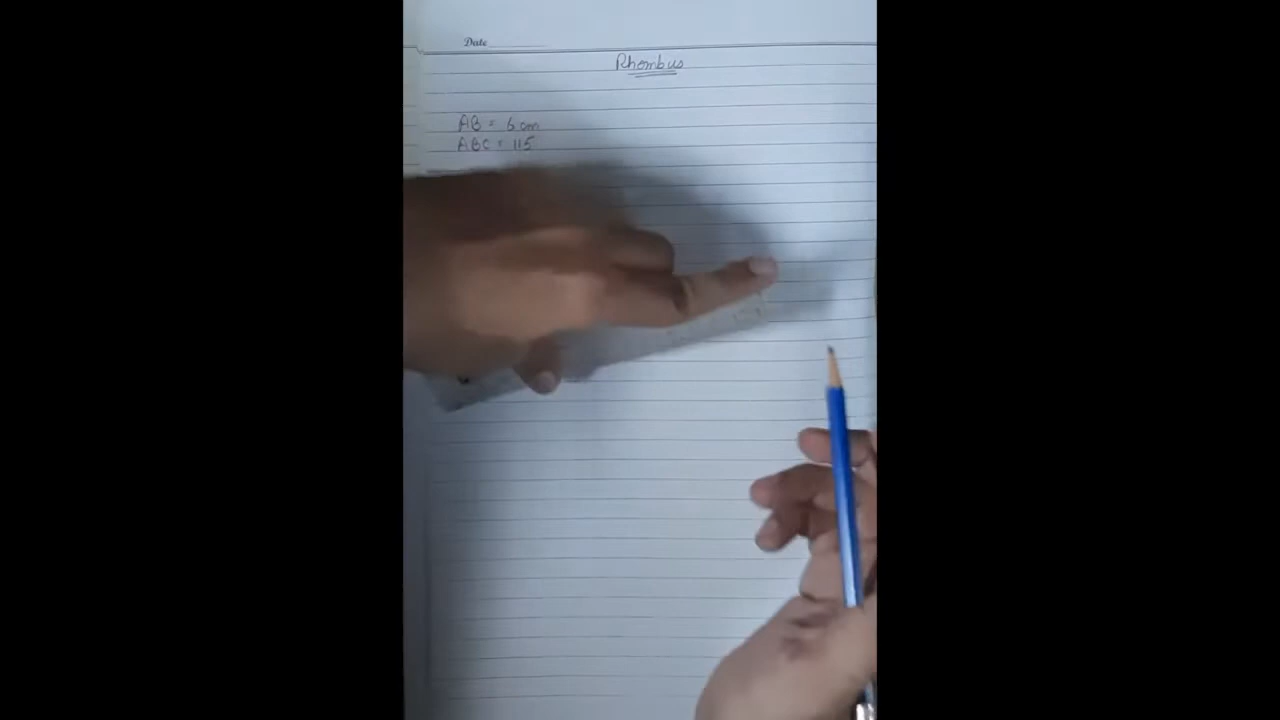 Date
Rhombus
AB = 6 cm
ABC = 115